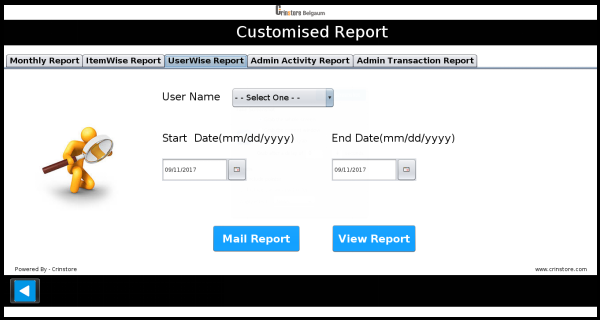 Crinstore Belgaum
Customised Report
Monthly Report ItemWise Report UserWise Report Admin Activity Report Admin Transaction Report
User Name - - Select One - -
Start Date(mm/dd/yyyy) End Date(mm/dd/yyyy)
09/11/2017 09/11/2017
Mail Report View Report
Powered By - Crinstore www.crinstore.com